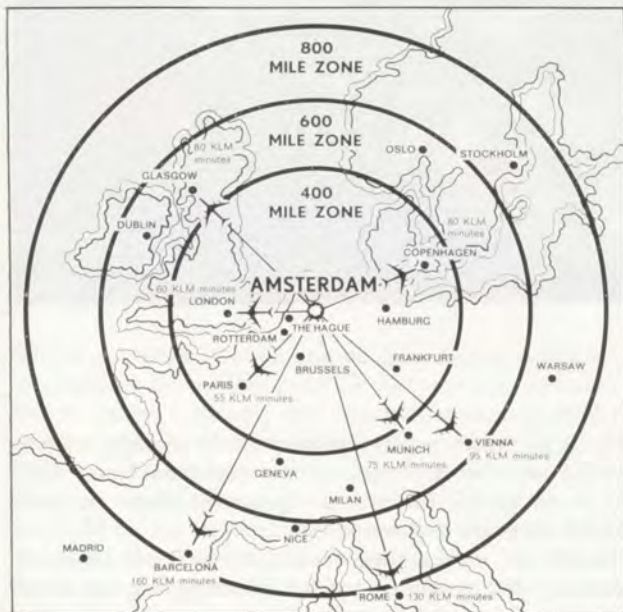 800
MILE ZONE
600
MILE ZONE
80 KLM
minutes
OSLO
STOCKHOLM
GLASGOW
400
MILE ZONE
DUBLIN
80 KLM
minutes
COPENHAGEN
AMSTERDAM
60 KLM minutes
LONDON
THE HAGUE
HAMBURG
ROTTERDAM
BRUSSELS
FRANKFURT
WARSAW
PARIS
55 KLM minutes
MUNICH
75 KLM minutes
VIENNA
95 KLM minutes
GENEVA
MILAN
NICE
MADRID
BARCELONA
160 KLM minutes
ROME
130 KLM minutes